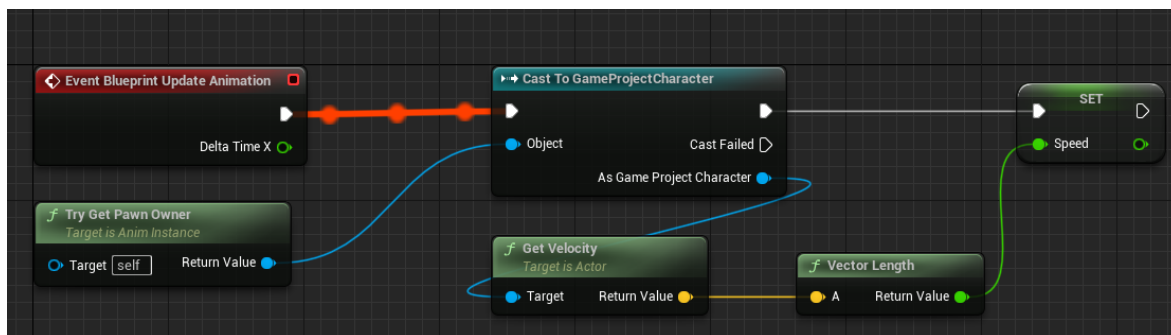 Event Blueprint Update Animation
Delta Time X
Try Get Pawn Owner
Target is Anim Instance
Target self
Return Value
Cast To GameProjectCharacter
Object
Cast Failed
As Game Project Character
Get Velocity
Target is Actor
Target
Return Value
Vector Length
A
Return Value
SET
Speed